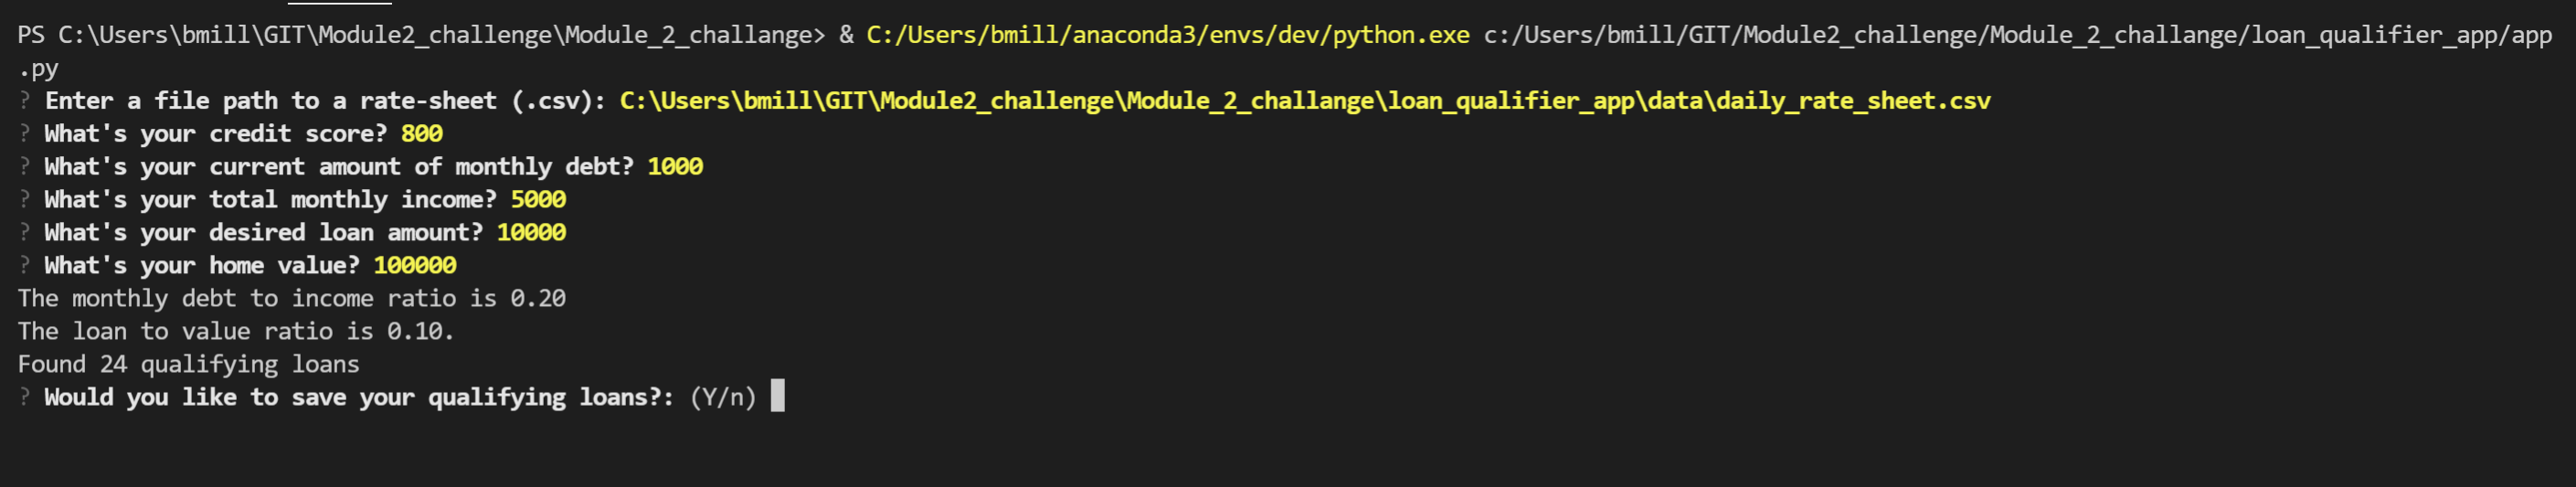 PS C:\Users\bmill\GIT\Module2_challenge\Module_2_challange> & C:/Users/bmill/anaconda3/envs/dev/python.exe c:/Users/bmill/GIT/Module2_challenge/Module_2_challange/loan_qualifier_app/app
.py
? Enter a file path to a rate-sheet (.csv): C:\Users\bmill\GIT\Module2_challenge\Module_2_challange\loan_qualifier_app\data\daily_rate_sheet.csv
? What's your credit score? 800
? What's your current amount of monthly debt? 1000
? What's your total monthly income? 5000
? What's your desired loan amount? 10000
? What's your home value? 100000
The monthly debt to income ratio is 0.20
The loan to value ratio is 0.10.
Found 24 qualifying loans
? Would you like to save your qualifying loans?: (Y/n)